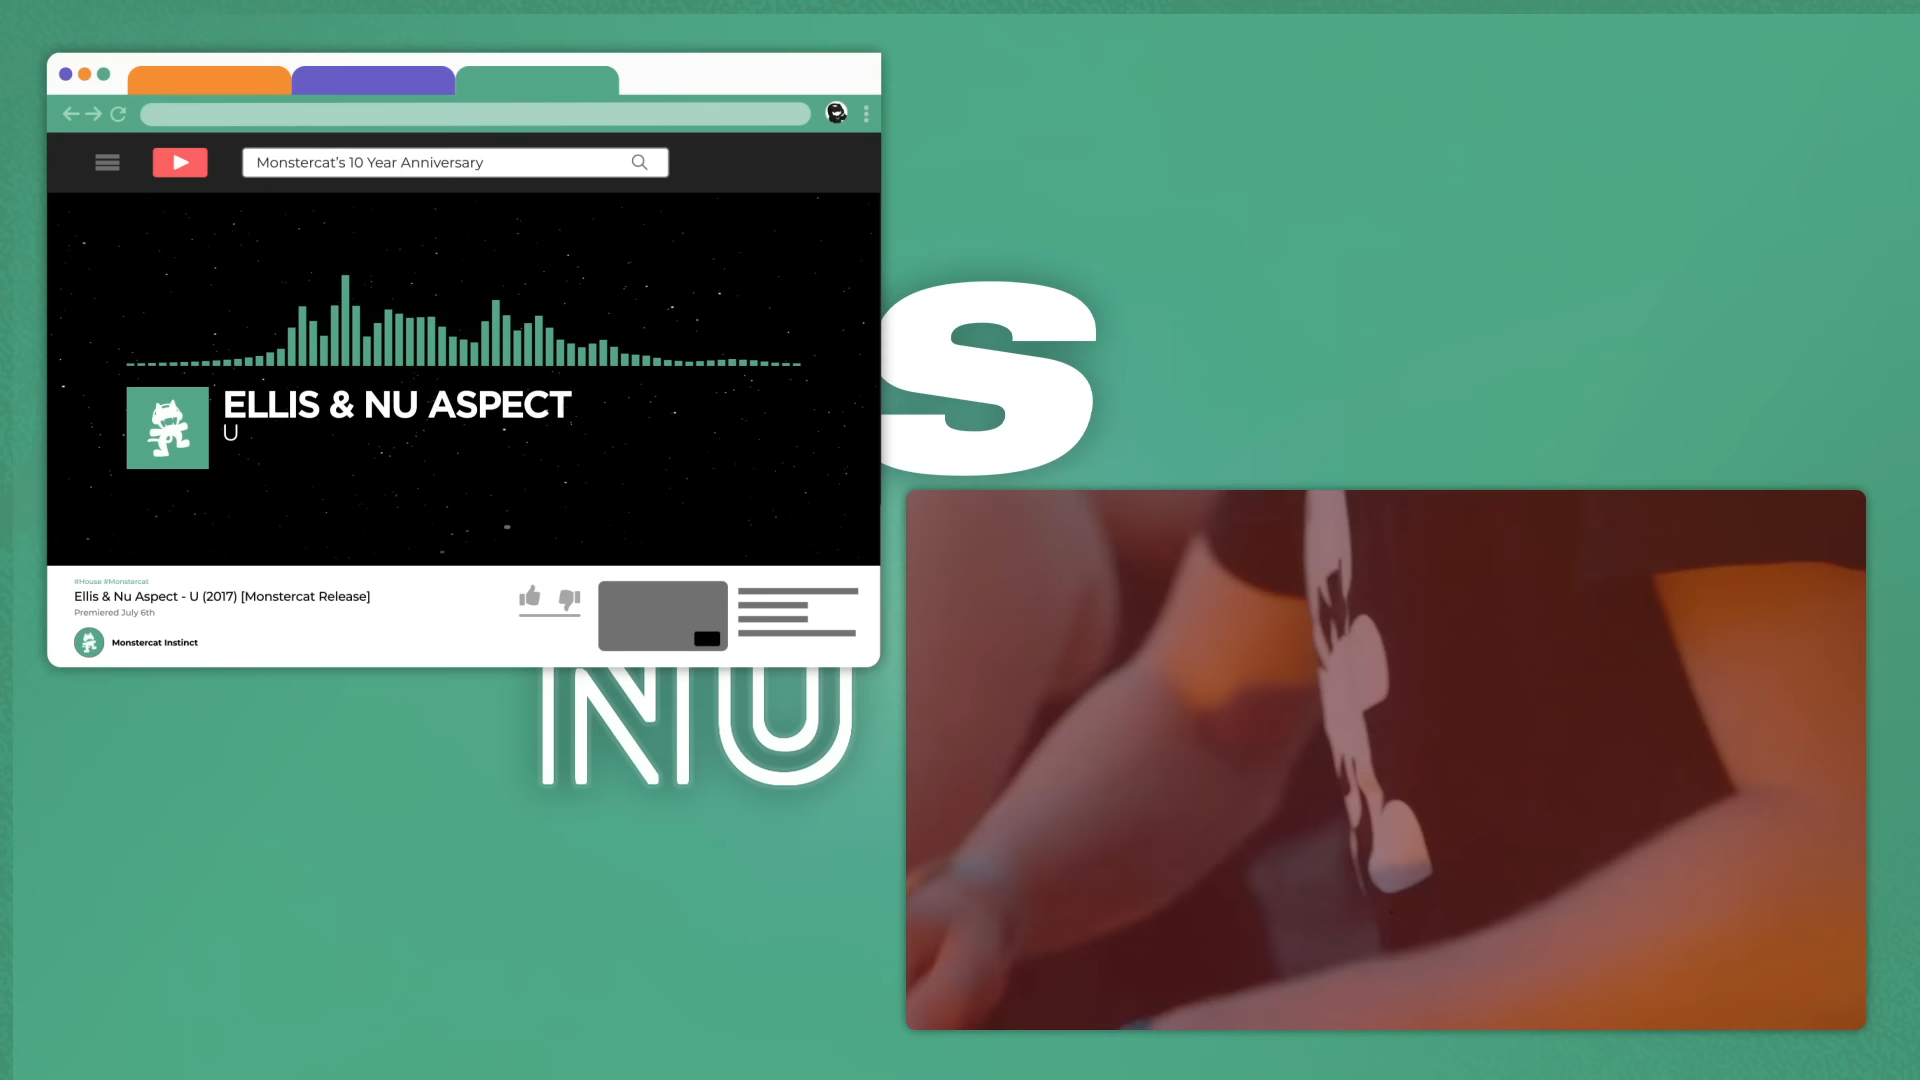 Monstercat’s 10 Year Anniversary
ELLIS & NU ASPECT
U
#House #Monstercat
Ellis & Nu Aspect - U (2017) [Monstercat Release]
Premiered July 6th
Monstercat Instinct
S
NU